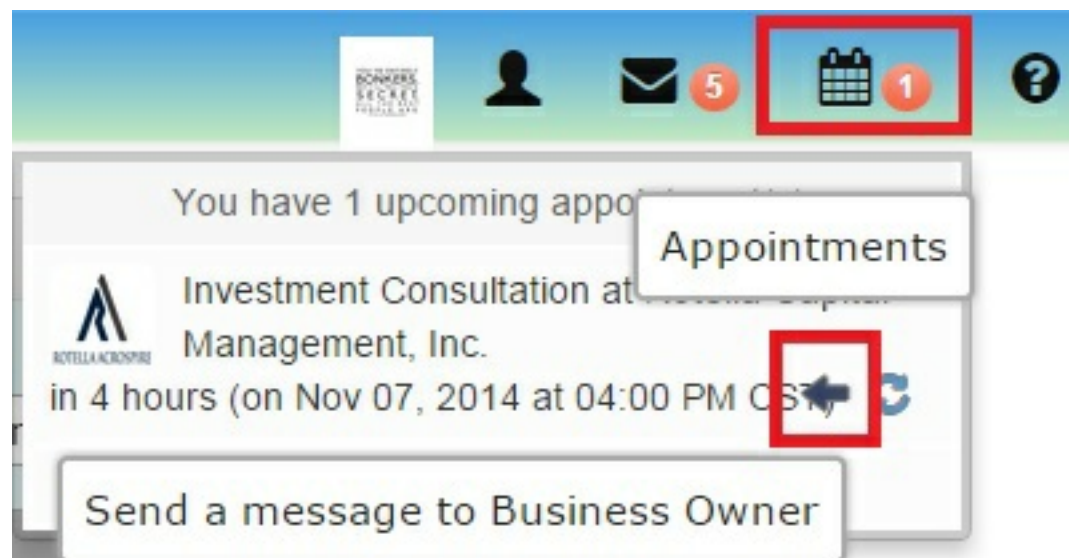 BONKERS
SECRET
5
1
?
You have 1 upcoming
Appointments
Investment Consultation at
Management, Inc.
ROTELLA ACROSPIRE
in 4 hours (on Nov 07, 2014 at 04:00 PM CST)
Send a message to Business Owner